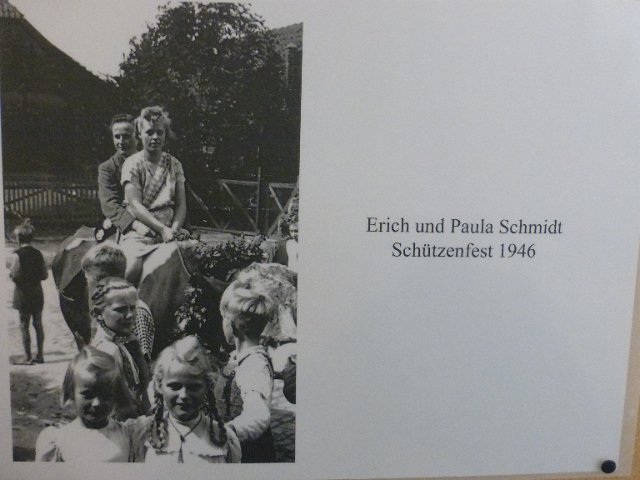 Erich und Paula Schmidt
Schützenfest 1946